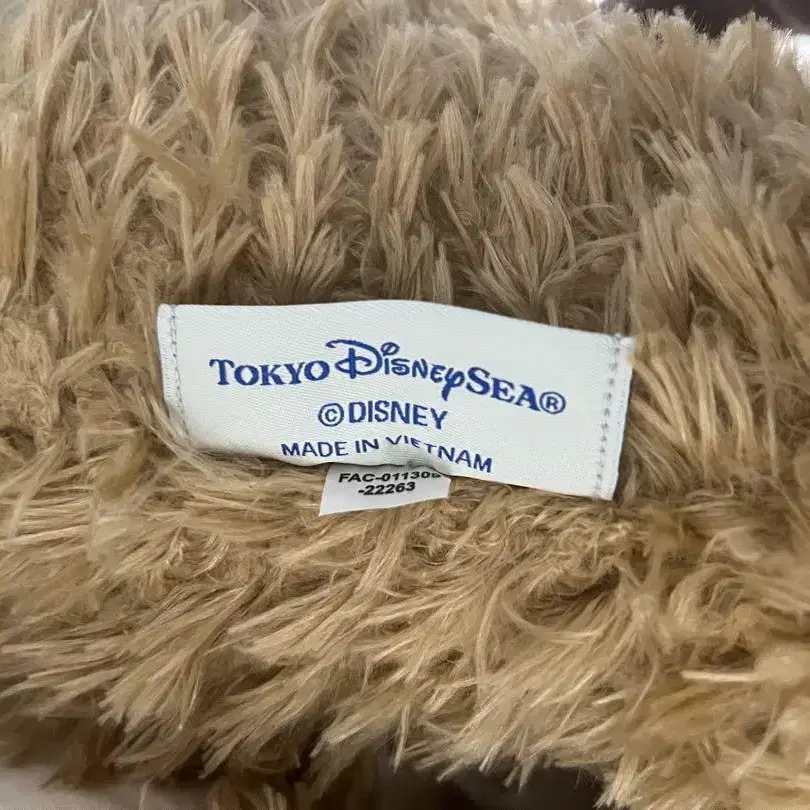 TOKYO DISNEYSEA®
©DISNEY
MADE IN VIETNAM
-22263